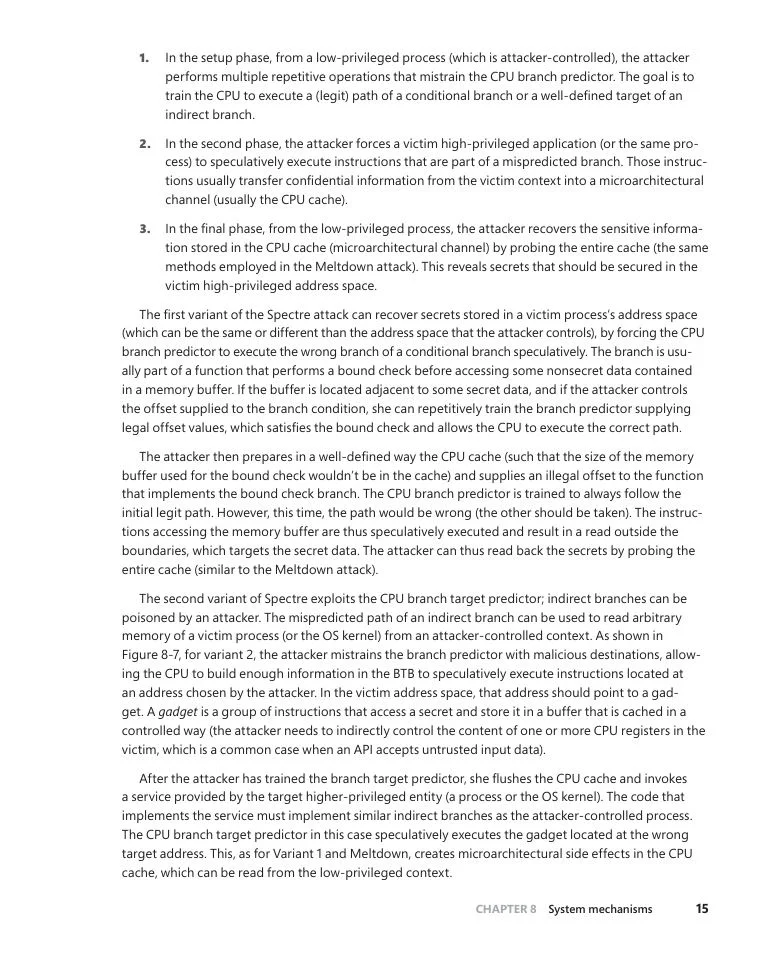 1. In the setup phase, from a low-privileged process (which is attacker-controlled), the attacker
performs multiple repetitive operations that mistrain the CPU branch predictor. The goal is to
train the CPU to execute a (legit) path of a conditional branch or a well-defined target of an
indirect branch.
2. In the second phase, the attacker forces a victim high-privileged application (or the same pro-
cess) to speculatively execute instructions that are part of a mispredicted branch. Those instruc-
tions usually transfer confidential information from the victim context into a microarchitectural
channel (usually the CPU cache).
3. In the final phase, from the low-privileged process, the attacker recovers the sensitive informa-
tion stored in the CPU cache (microarchitectural channel) by probing the entire cache (the same
methods employed in the Meltdown attack). This reveals secrets that should be secured in the
victim high-privileged address space.
The first variant of the Spectre attack can recover secrets stored in a victim process's address space
(which can be the same or different than the address space that the attacker controls), by forcing the CPU
branch predictor to execute the wrong branch of a conditional branch speculatively. The branch is usu-
ally part of a function that performs a bound check before accessing some nonsecret data contained
in a memory buffer. If the buffer is located adjacent to some secret data, and if the attacker controls
the offset supplied to the branch condition, she can repetitively train the branch predictor supplying
legal offset values, which satisfies the bound check and allows the CPU to execute the correct path.
The attacker then prepares in a well-defined way the CPU cache (such that the size of the memory
buffer used for the bound check wouldn't be in the cache) and supplies an illegal offset to the function
that implements the bound check branch. The CPU branch predictor is trained to always follow the
initial legit path. However, this time, the path would be wrong (the other should be taken). The instruc-
tions accessing the memory buffer are thus speculatively executed and result in a read outside the
boundaries, which targets the secret data. The attacker can thus read back the secrets by probing the
entire cache (similar to the Meltdown attack).
The second variant of Spectre exploits the CPU branch target predictor; indirect branches can be
poisoned by an attacker. The mispredicted path of an indirect branch can be used to read arbitrary
memory of a victim process (or the OS kernel) from an attacker-controlled context. As shown in
Figure 8-7, for variant 2, the attacker mistrains the branch predictor with malicious destinations, allow-
ing the CPU to build enough information in the BTB to speculatively execute instructions located at
an address chosen by the attacker. In the victim address space, that address should point to a gad-
get. A gadget is a group of instructions that access a secret and store it in a buffer that is cached in a
controlled way (the attacker needs to indirectly control the content of one or more CPU registers in the
victim, which is a common case when an API accepts untrusted input data).
After the attacker has trained the branch target predictor, she flushes the CPU cache and invokes
a service provided by the target higher-privileged entity (a process or the OS kernel). The code that
implements the service must implement similar indirect branches as the attacker-controlled process.
The CPU branch target predictor in this case speculatively executes the gadget located at the wrong
target address. This, as for Variant 1 and Meltdown, creates microarchitectural side effects in the CPU
cache, which can be read from the low-privileged context.
CHAPTER 8 System mechanisms 15